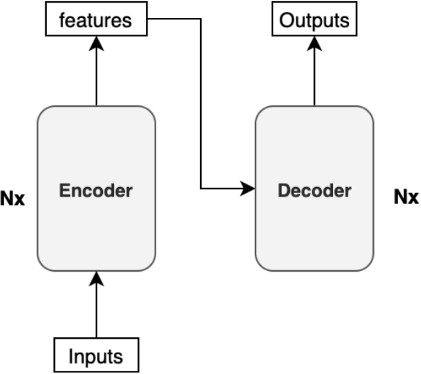 features
Outputs
Nx
Encoder
Decoder
Nx
Inputs